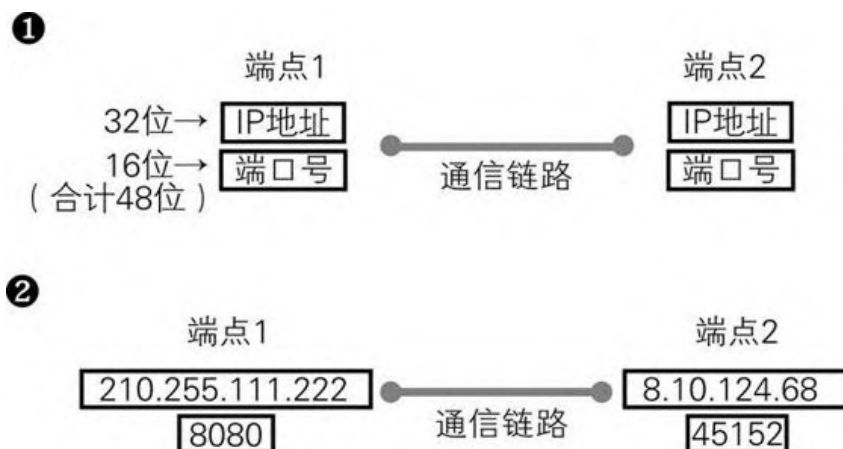 ❶
端点1 端点2
32位→ IP地址 IP地址
16位→ 端口号 通信链路 端口号
(合计48位)
❷
端点1 端点2
210.255.111.222 8.10.124.68
8080 通信链路 45152